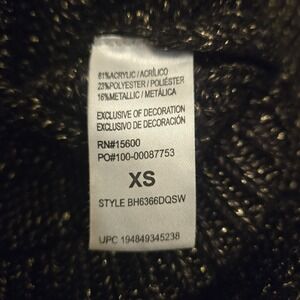 61%ACRYLIC / ACRÍLICO
23%POLYESTER / POLIÉSTER
16%METALLIC / METÁLICA
EXCLUSIVE OF DECORATION
EXCLUSIVO DE DECORACIÓN
RN#15600
PO#100-00087753
XS
STYLE BH6366DQSW
UPC 194849345238